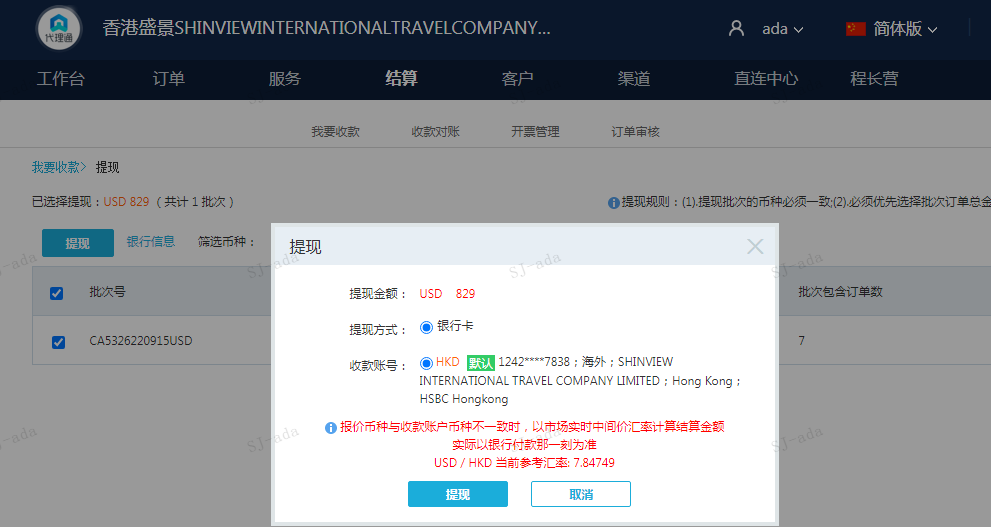 代理通
香港盛景SHINVIEWINTERNATIONALTRAVELCOMPANY...
ada
简体版
工作台 订单 服务 结算 客户 渠道 直连中心 程长营
我要收款 收款对账 开票管理 订单审核
我要收款> 提现
已选择提现：USD 829 （ 共计 1 批次 ）
提现规则：(1).提现批次的币种必须一致;(2).必须优先选择批次订单总金
提现 银行信息 筛选币种：
批次号 批次包含订单数
CA5326220915USD 7
提现
提现金额： USD 829
提现方式： 银行卡
收款账号： HKD 默认 1242****7838；海外；SHINVIEW
INTERNATIONAL TRAVEL COMPANY LIMITED；Hong Kong；
HSBC Hongkong
报价币种与收款账户币种不一致时，以市场实时中间价汇率计算结算金额
实际以银行付款那一刻为准
USD / HKD 当前参考汇率: 7.84749
提现 取消
SJ-ada
SJ-ada
SJ-ada
SJ-ada
SJ-ada
SJ-ada